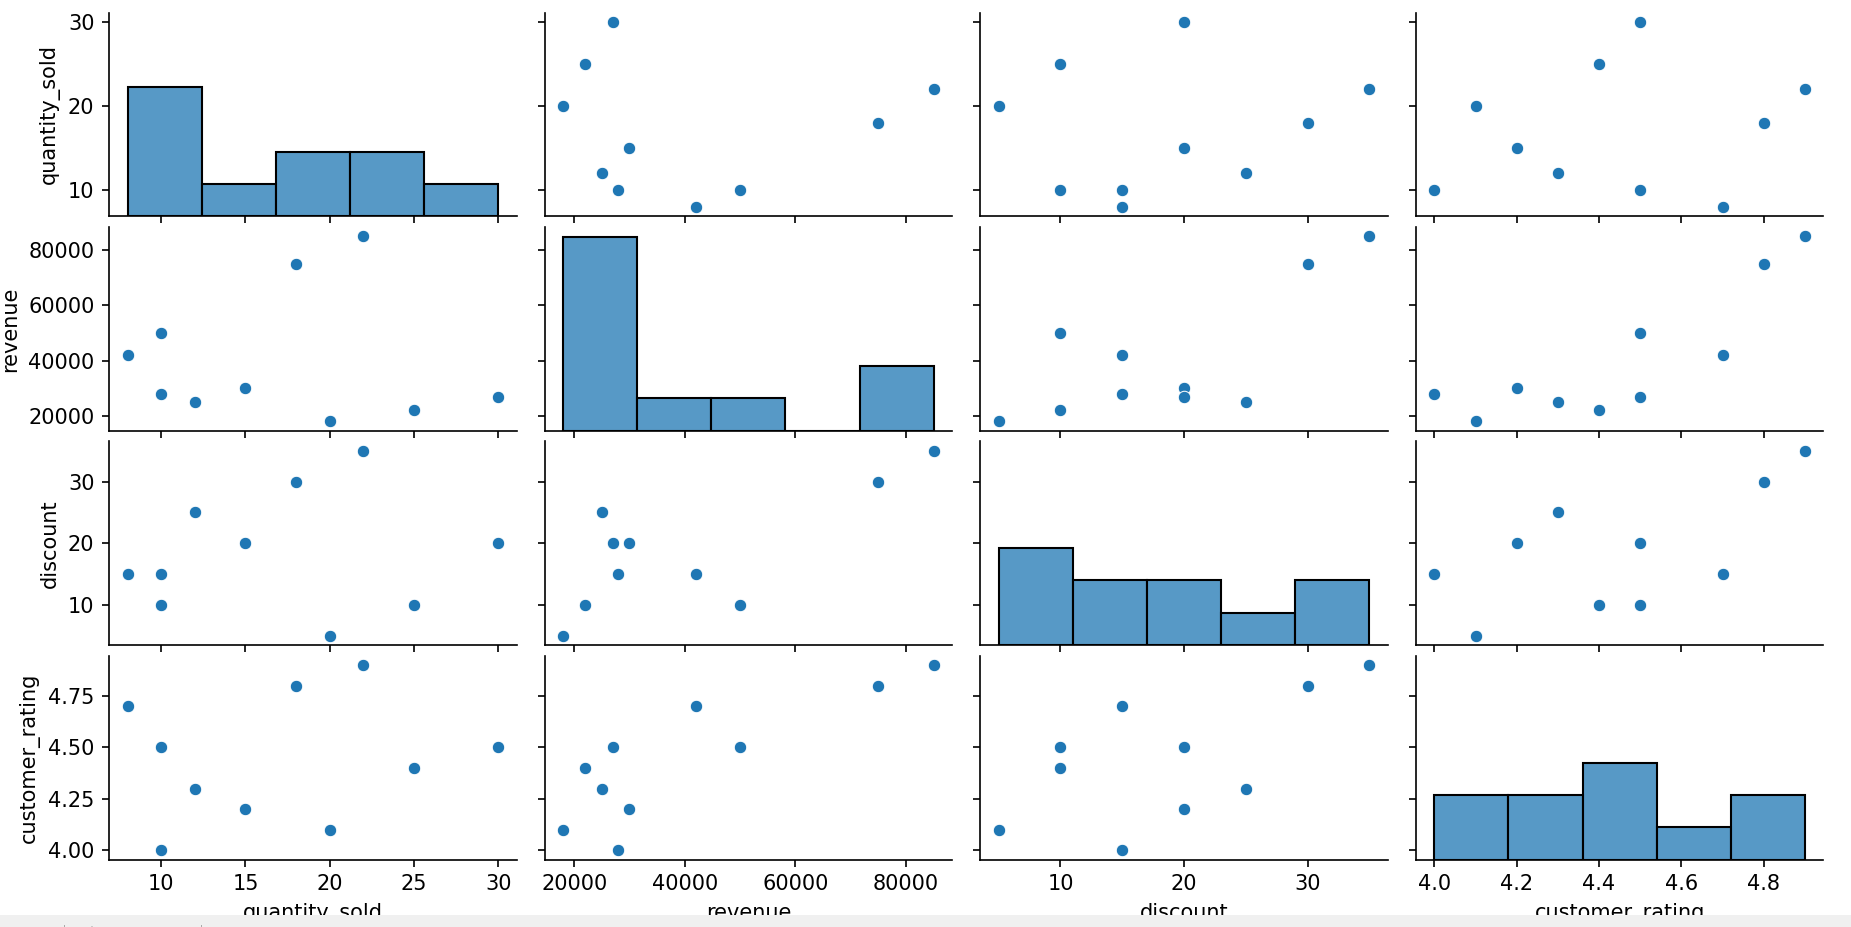 30
20
10
quantity_sold
80000
60000
40000
20000
revenue
30
20
10
discount
4.75
4.50
4.25
4.00
customer_rating
10 15 20 25 30
20000 40000 60000 80000
10 20 30
4.0 4.2 4.4 4.6 4.8
quantity_sold
revenue
discount
customer_rating